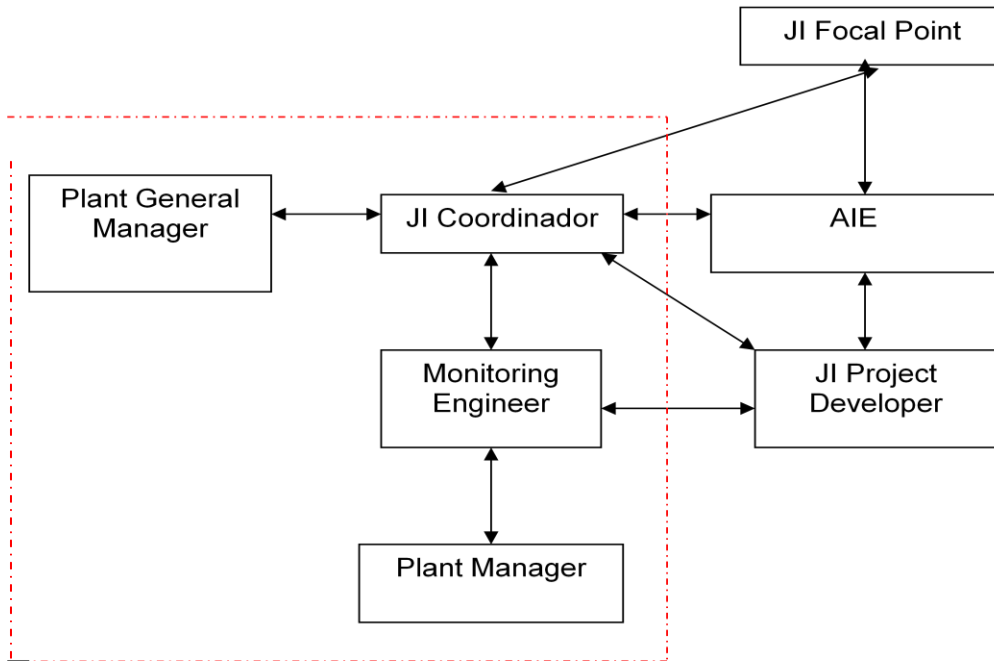 JI Focal Point
Plant General
Manager
JI Coordinador
AIE
Monitoring
Engineer
JI Project
Developer
Plant Manager